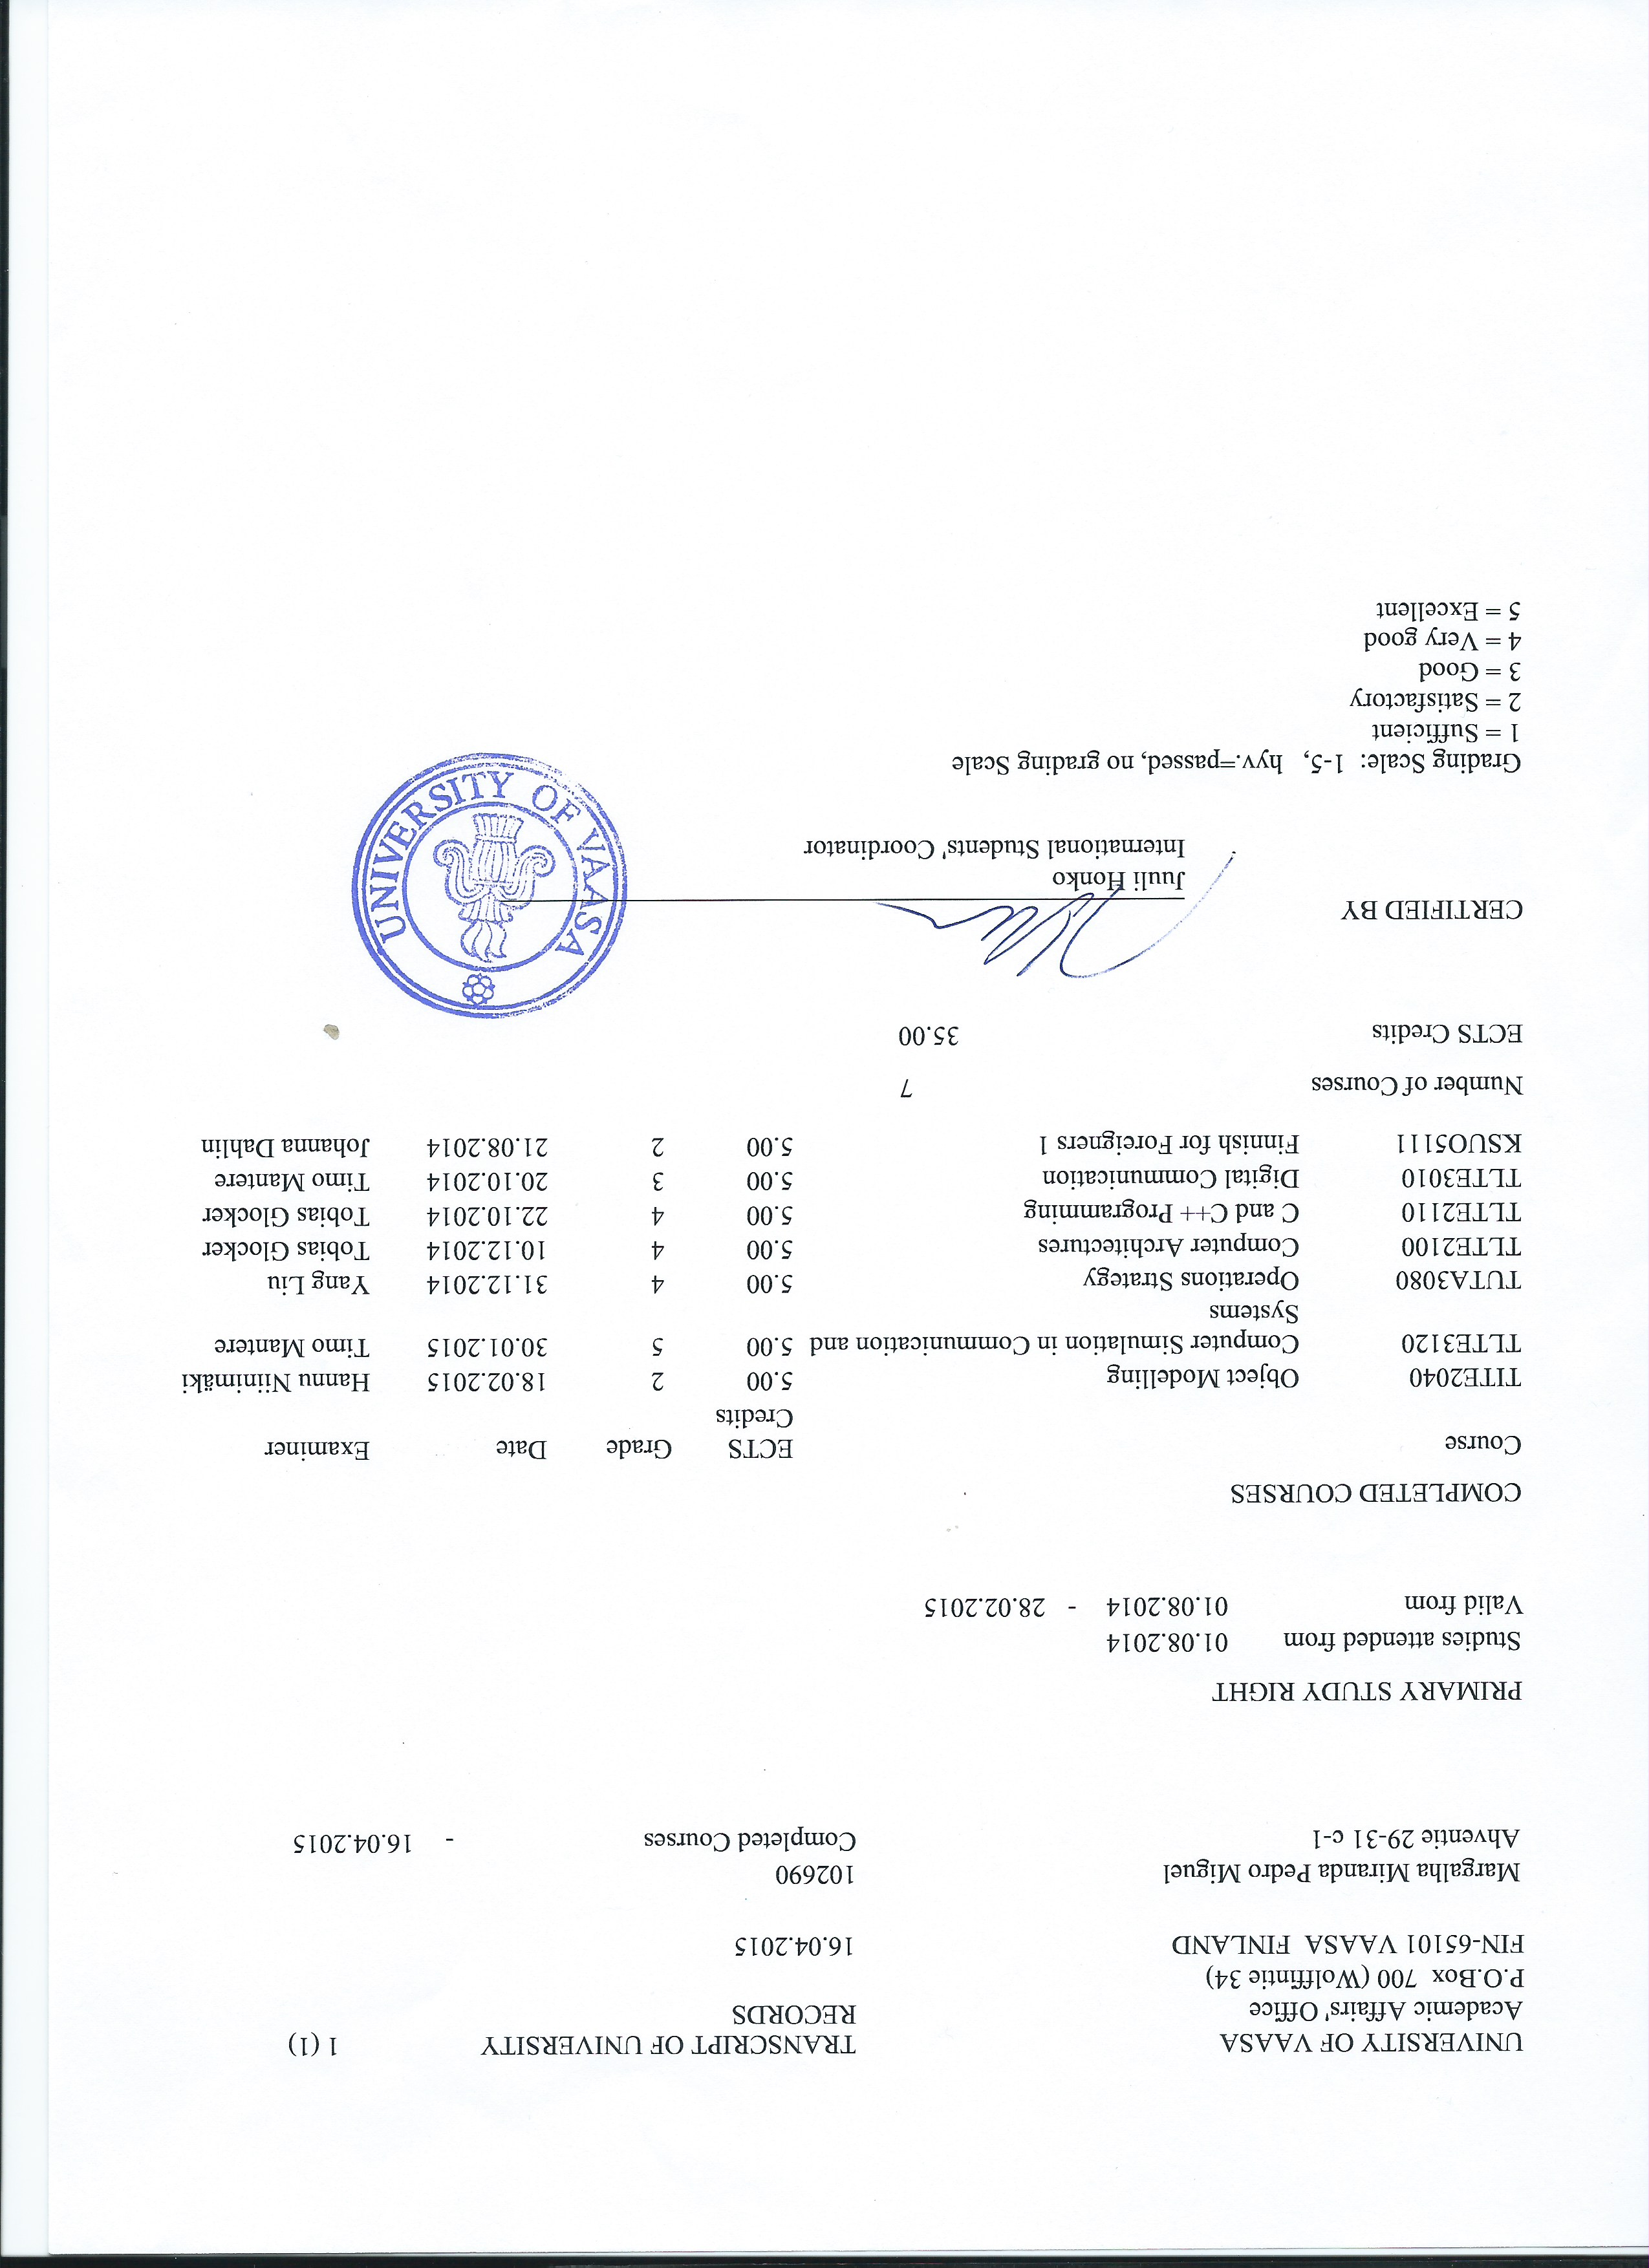 UNIVERSITY OF VAASA
Academic Affairs' Office
P.O.Box 700 (Wolffintie 34)
FIN-65101 VAASA FINLAND
TRANSCRIPT OF UNIVERSITY 1 (1)
RECORDS
16.04.2015
Margalha Miranda Pedro Miguel
Ahventie 29-31 c-1
102690
Completed Courses - 16.04.2015
PRIMARY STUDY RIGHT
Studies attended from 01.08.2014
Valid from 01.08.2014 - 28.02.2015
COMPLETED COURSES
Course ECTS Grade Date Examiner
Credits
TITE2040 Object Modelling 5.00 2 18.02.2015 Hannu Niinimäki
TLTE3120 Computer Simulation in Communication and 5.00 5 30.01.2015 Timo Mantere
Systems
TUTA3080 Operations Strategy 5.00 4 31.12.2014 Yang Liu
TLTE2100 Computer Architectures 5.00 4 10.12.2014 Tobias Glocker
TLTE2110 C and C++ Programming 5.00 4 22.10.2014 Tobias Glocker
TLTE3010 Digital Communication 5.00 3 20.10.2014 Timo Mantere
KSUO5111 Finnish for Foreigners 1 5.00 2 21.08.2014 Johanna Dahlin
Number of Courses 7
ECTS Credits 35.00
CERTIFIED BY
Juuli Honko
International Students' Coordinator
UNIVERSITY OF VAASA
Grading Scale: 1-5, hyv.=passed, no grading Scale
1 = Sufficient
2 = Satisfactory
3 = Good
4 = Very good
5 = Excellent